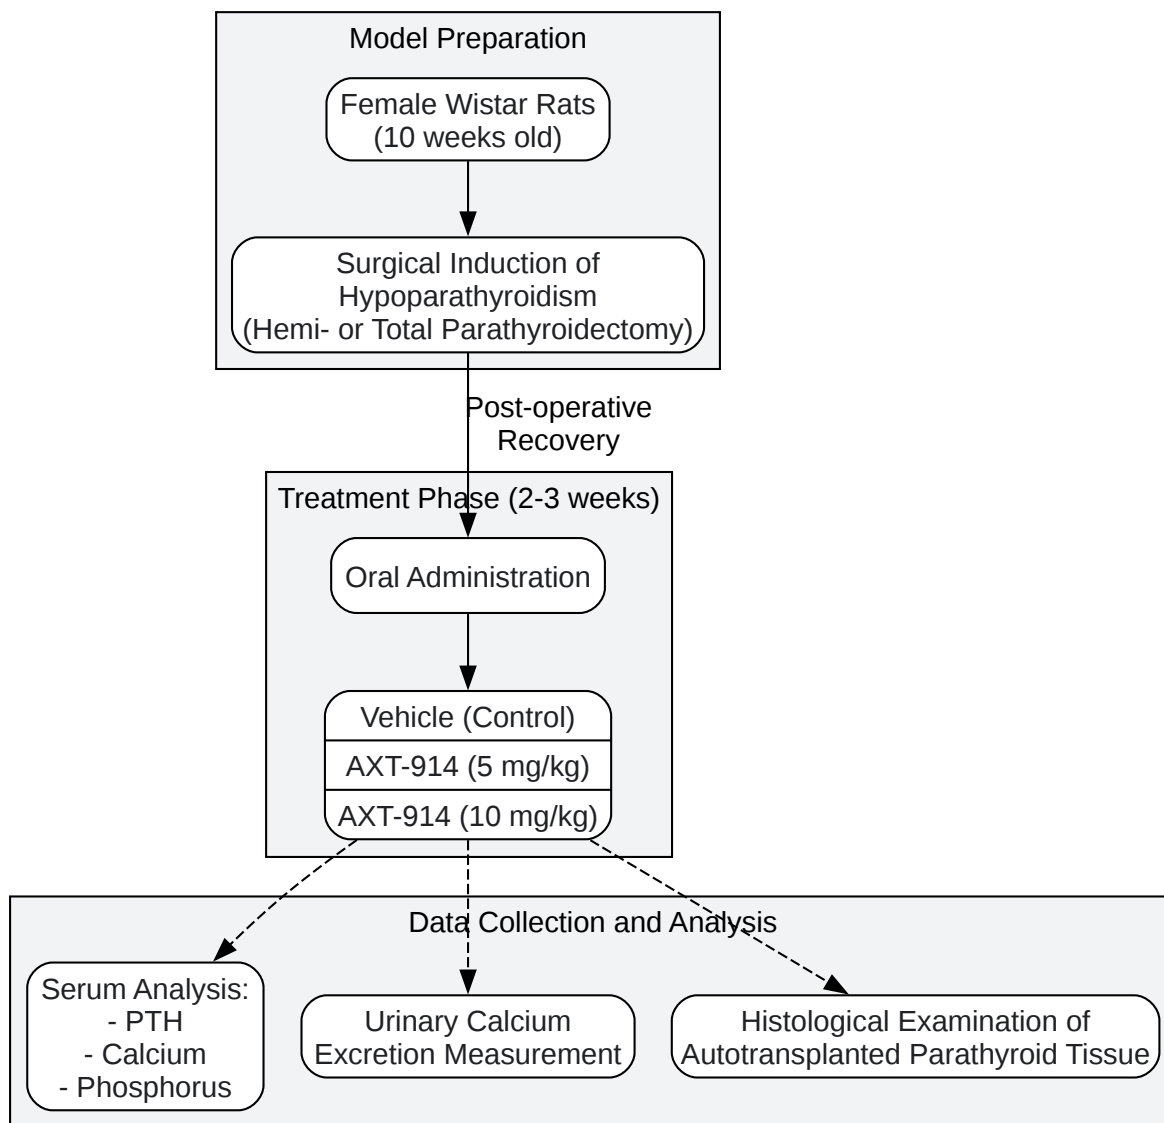 Model Preparation
Female Wistar Rats
(10 weeks old)
Surgical Induction of
Hypoparathyroidism
(Hemi- or Total Parathyroidectomy)
Post-operative
Recovery
Treatment Phase (2-3 weeks)
Oral Administration
Vehicle (Control)
AXT-914 (5 mg/kg)
AXT-914 (10 mg/kg)
Data Collection and Analysis
Serum Analysis:
- PTH
- Calcium
- Phosphorus
Urinary Calcium
Excretion Measurement
Histological Examination of
Autotransplanted Parathyroid Tissue